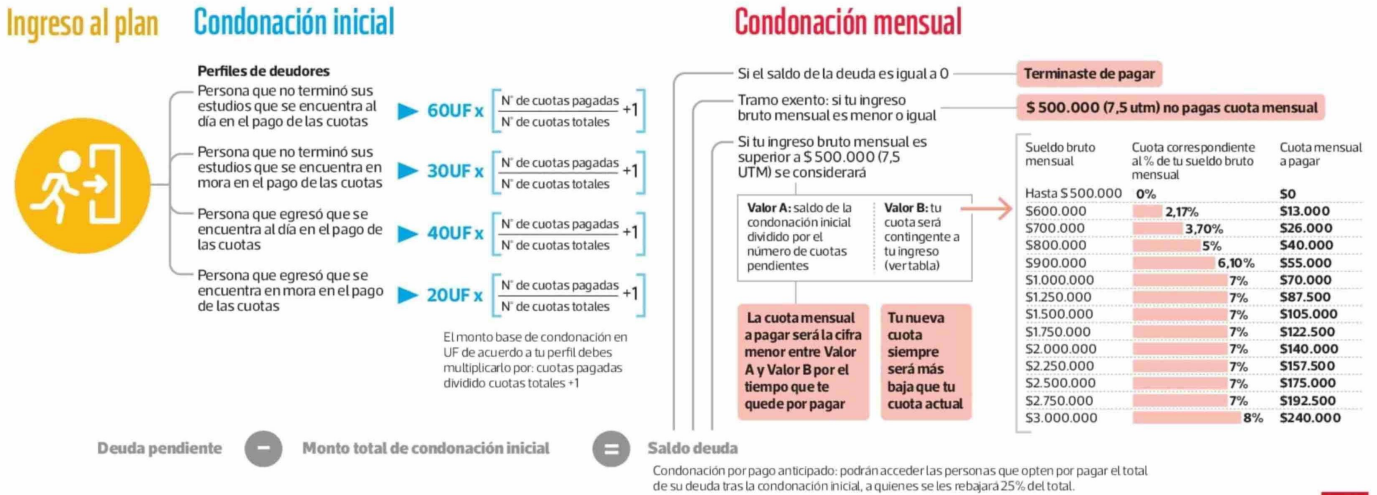 Ingreso al plan
Condonación inicial
Perfiles de deudores
Persona que no terminó sus
estudios que se encuentra al
día en el pago de las cuotas
60UF x
N° de cuotas pagadas
N° de cuotas totales
+1
Persona que no terminó sus
estudios que se encuentra en
mora en el pago de las cuotas
30UF x
N° de cuotas pagadas
N° de cuotas totales
+1
Persona que egresó que se
encuentra al día en el pago de
las cuotas
40UF x
N° de cuotas pagadas
N° de cuotas totales
+1
Persona que egresó que se
encuentra en mora en el pago
de las cuotas
20UF x
N° de cuotas pagadas
N° de cuotas totales
+1
El monto base de condonación en
UF de acuerdo a tu perfil debes
multiplicarlo por: cuotas pagadas
dividido cuotas totales +1
Condonación mensual
Si el saldo de la deuda es igual a 0
Terminaste de pagar
Tramo exento: si tu ingreso
bruto mensual es menor o igual
$ 500.000 (7,5 utm) no pagas cuota mensual
Si tu ingreso bruto mensual es
superior a $ 500.000 (7,5
UTM) se considerará
Valor A: saldo de la
condonación inicial
dividido por el
número de cuotas
pendientes
Valor B: tu
cuota será
contingente a
tu ingreso
(ver tabla)
La cuota mensual
a pagar será la cifra
menor entre Valor
A y Valor B por el
tiempo que te
quede por pagar
Tu nueva
cuota
siempre
será más
baja que tu
cuota actual
Sueldo bruto
mensual
Cuota correspondiente
al % de tu sueldo bruto
mensual
Cuota mensual
a pagar
Hasta $500.000 0% $0
$600.000 2,17% $13.000
$700.000 3,70% $26.000
$800.000 5% $40.000
$900.000 6,10% $55.000
$1.000.000 7% $70.000
$1.250.000 7% $87.500
$1.500.000 7% $105.000
$1.750.000 7% $122.500
$2.000.000 7% $140.000
$2.250.000 7% $157.500
$2.500.000 7% $175.000
$2.750.000 7% $192.500
$3.000.000 8% $240.000
Deuda pendiente − Monto total de condonación inicial = Saldo deuda
Condonación por pago anticipado: podrán acceder las personas que opten por pagar el total
de su deuda tras la condonación inicial, a quienes se les rebajará 25% del total.